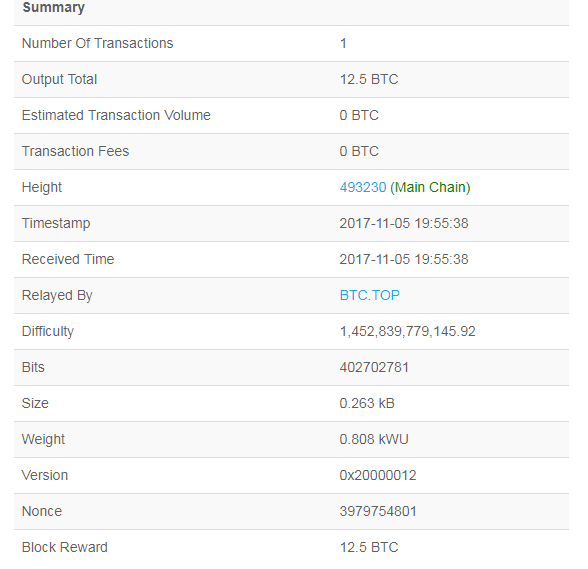 Summary
Number Of Transactions 1
Output Total 12.5 BTC
Estimated Transaction Volume 0 BTC
Transaction Fees 0 BTC
Height 493230 (Main Chain)
Timestamp 2017-11-05 19:55:38
Received Time 2017-11-05 19:55:38
Relayed By BTC.TOP
Difficulty 1,452,839,779,145.92
Bits 402702781
Size 0.263 kB
Weight 0.808 kWU
Version 0x20000012
Nonce 3979754801
Block Reward 12.5 BTC